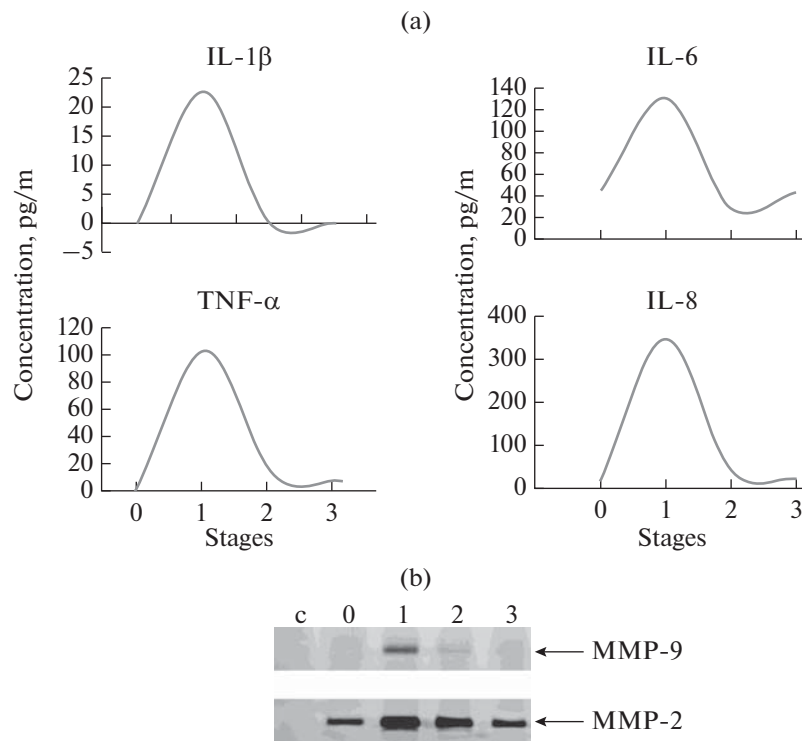 (a)
IL-1β
25
20
15
10
5
0
−5
Concentration, pg/m
IL-6
140
120
100
80
60
40
20
0
Concentration, pg/m
TNF-α
120
100
80
60
40
20
0
0 1 2 3
Stages
IL-8
400
300
200
100
0
0 1 2 3
Stages
(b)
c 0 1 2 3
MMP-9
MMP-2